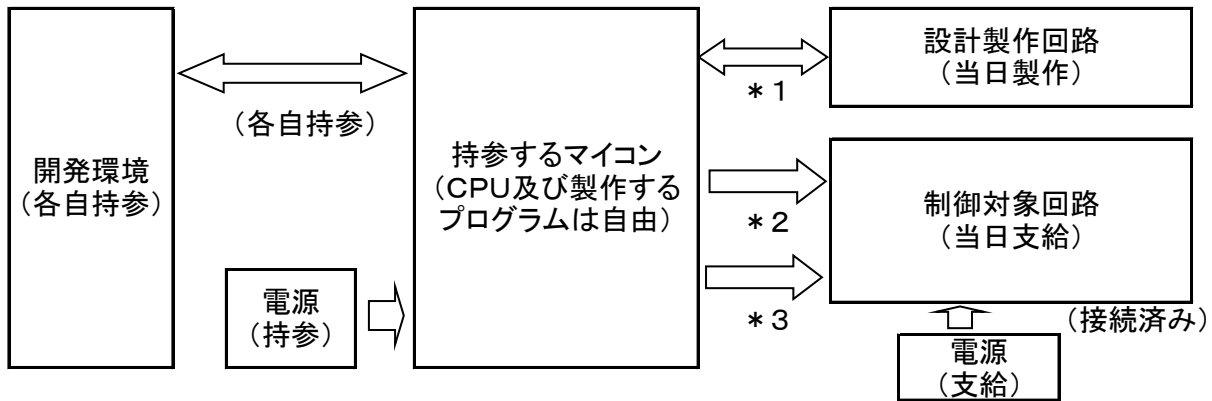 開発環境
（各自持参）
（各自持参）
電源
（持参）
持参するマイコン
（CPU及び製作する
プログラムは自由）
＊１
＊２
＊３
設計製作回路
（当日製作）
制御対象回路
（当日支給）
（接続済み）
電源
（支給）